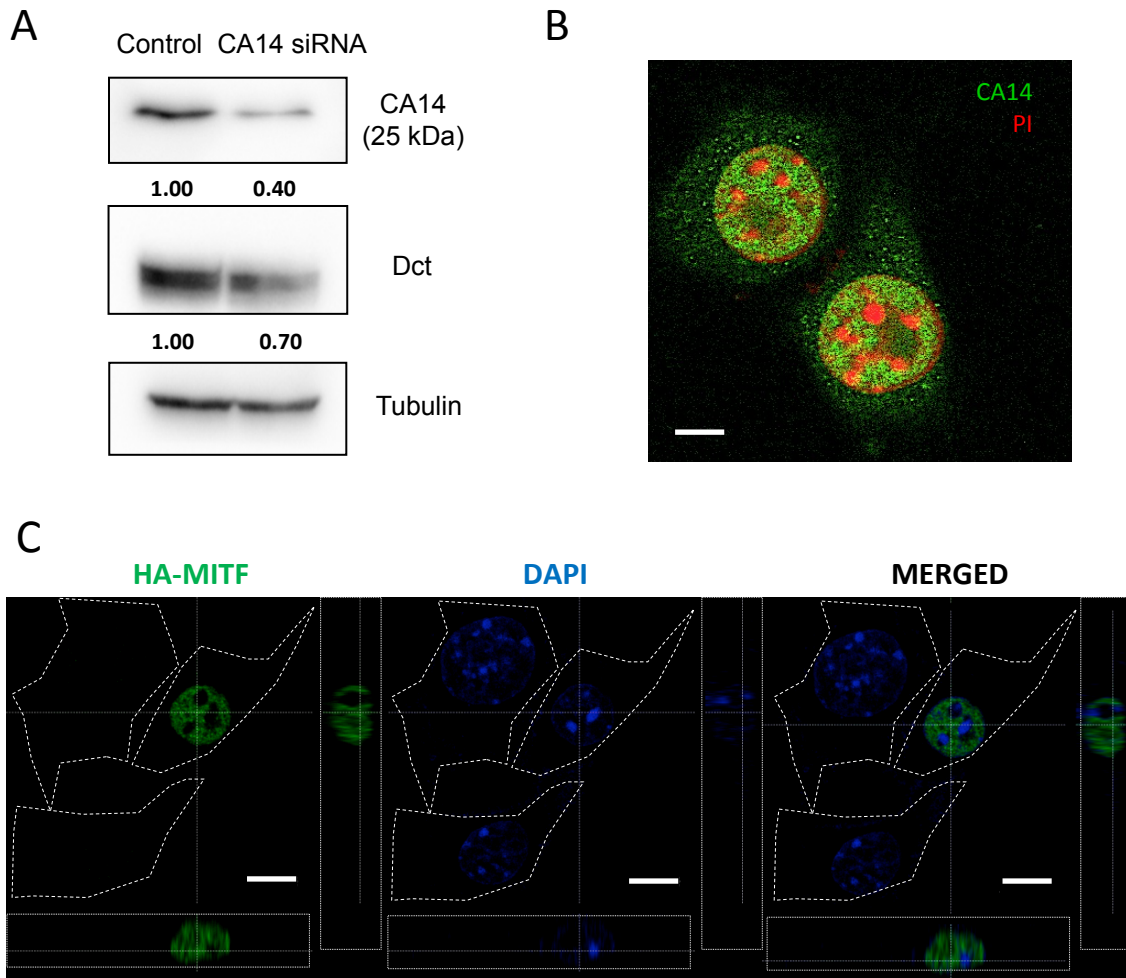 A
Control CA14 siRNA
CA14
(25 kDa)
1.00 0.40
Dct
1.00 0.70
Tubulin
B
CA14
PI
C
HA-MITF DAPI MERGED